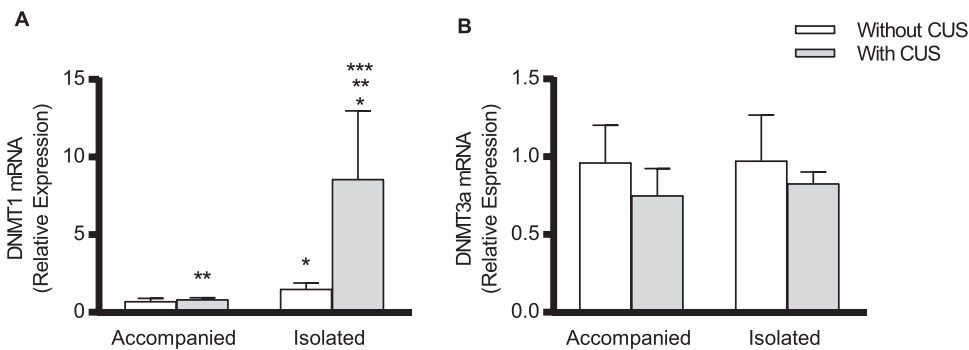 A
DNMT1 mRNA
(Relative Expression)
15
10
5
0
***
**
*
*
**
Accompanied
Isolated
B
Without CUS
With CUS
DNMT3a mRNA
(Relative Espression)
1.5
1.0
0.5
0.0
Accompanied
Isolated